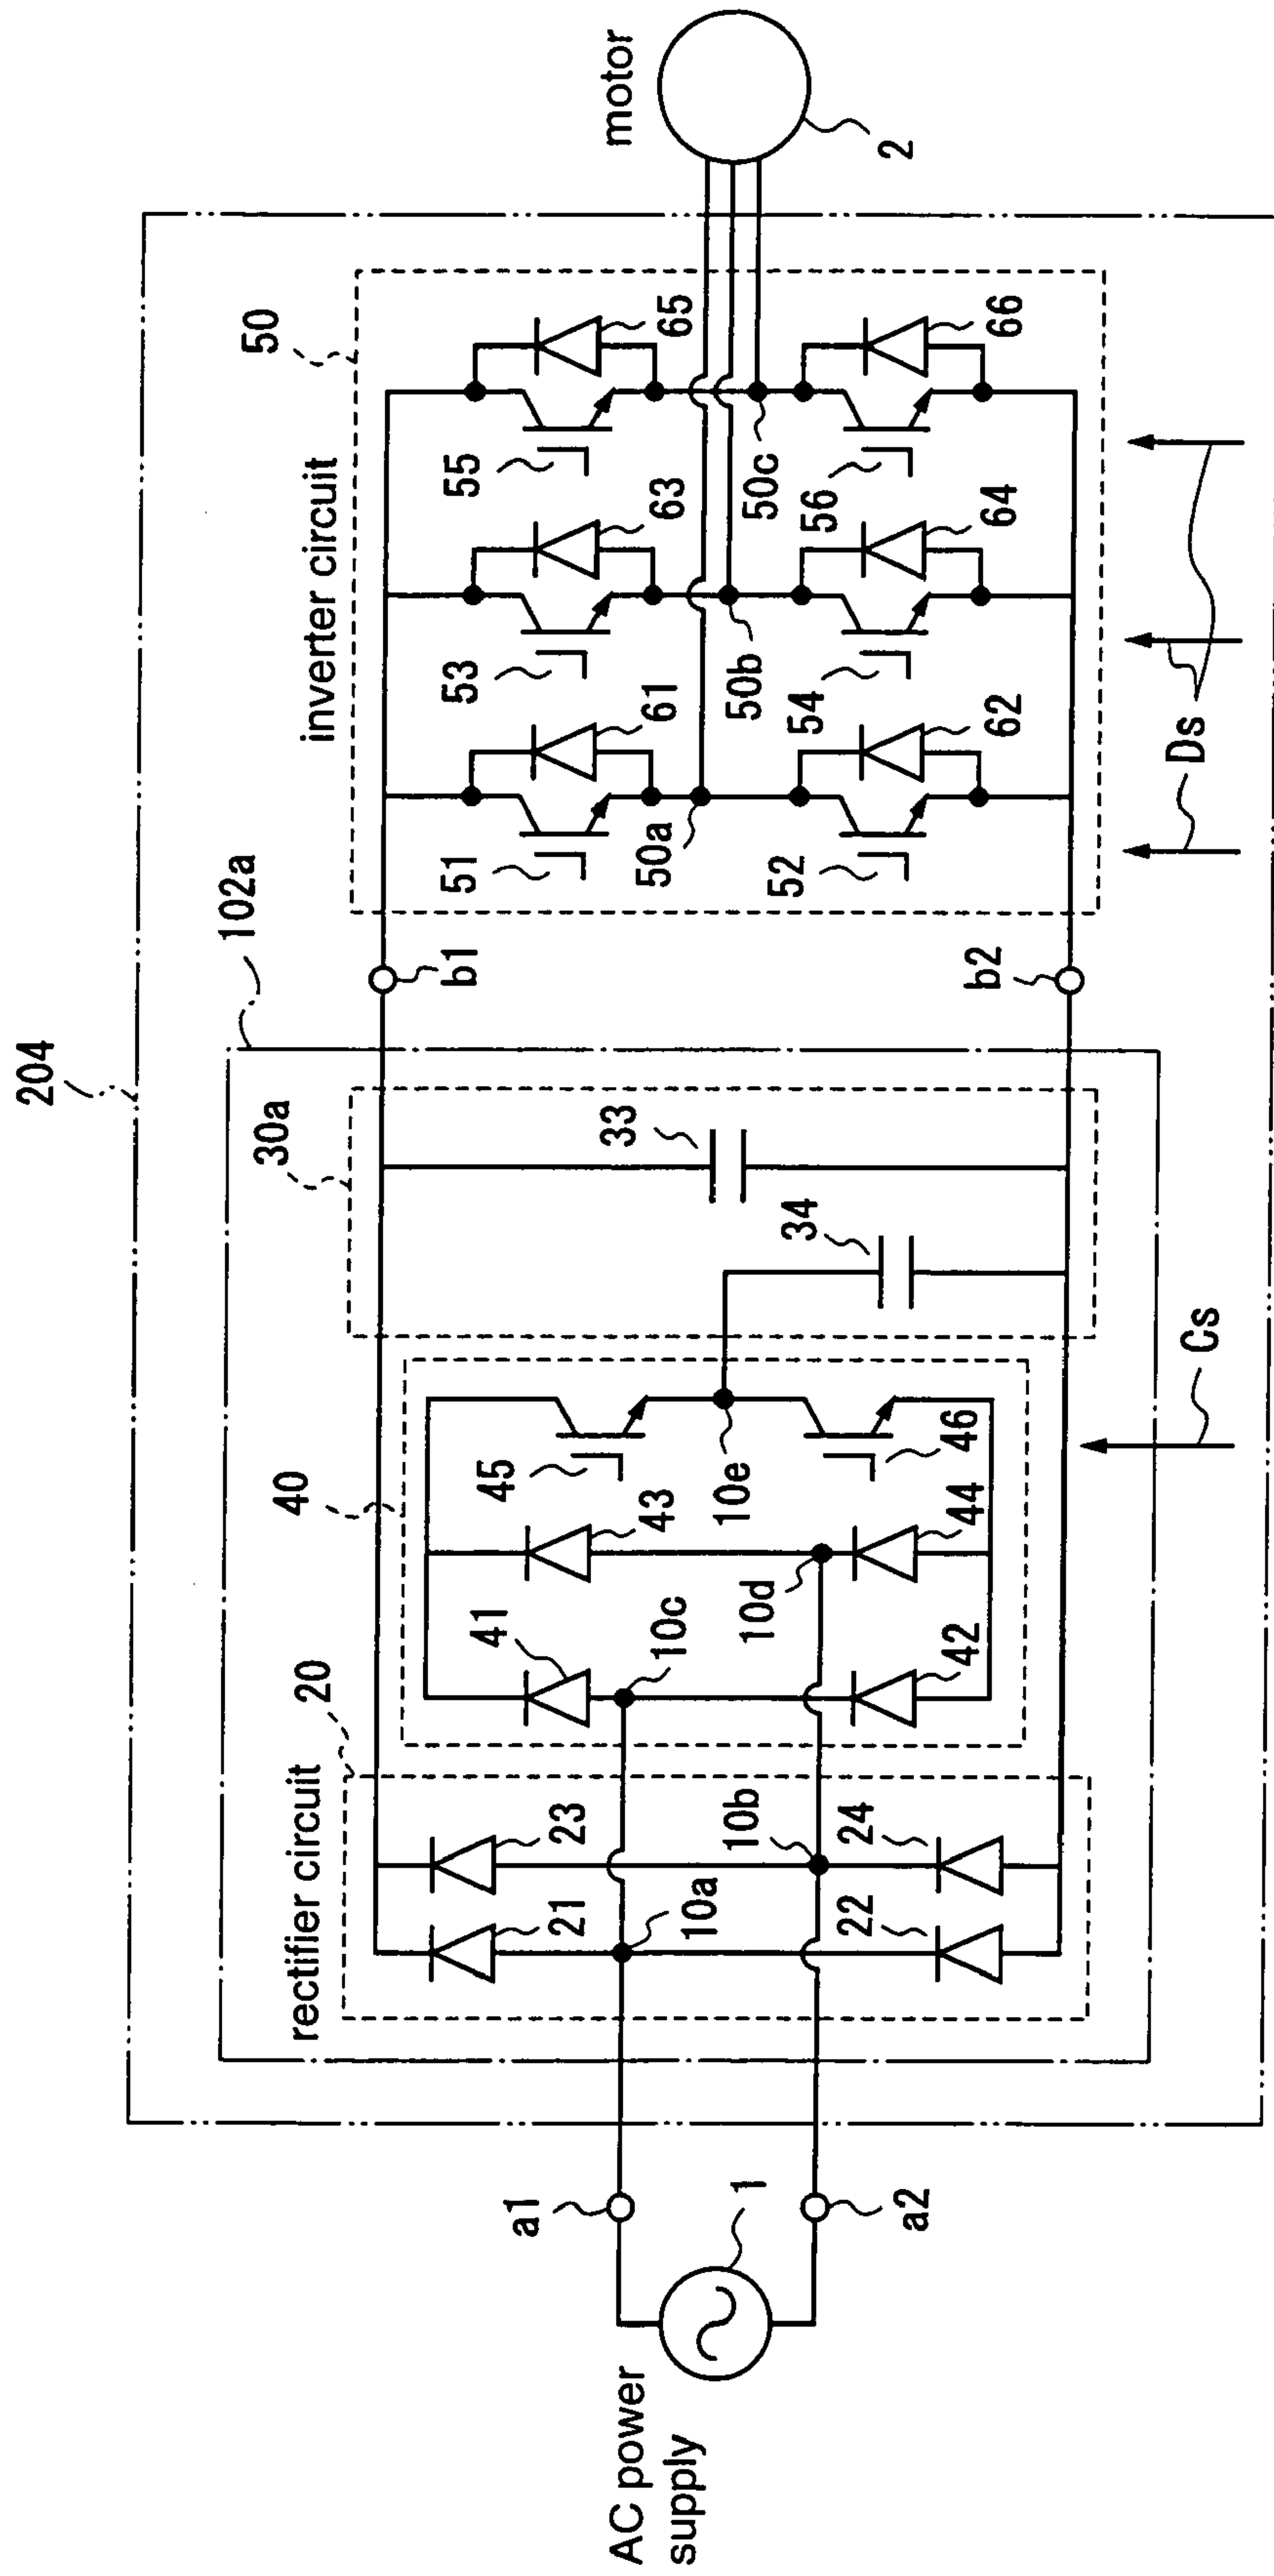 204
102a
rectifier circuit
20
40
30a
inverter circuit
50
motor
2
AC power
supply
1
a1
a2
21
23
22
24
10a
10b
41
43
42
44
10c
10d
45
46
10e
34
33
b1
b2
51
53
55
52
54
56
61
63
65
62
64
66
50a
50b
50c
Cs
Ds